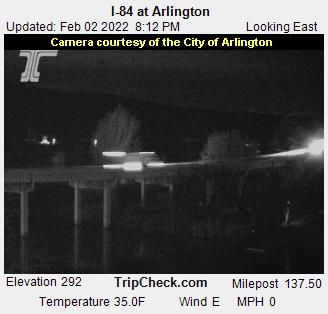 I-84 at Arlington
Updated: Feb 02 2022 8:12 PM Looking East
Camera courtesy of the City of Arlington
Elevation 292 TripCheck.com Milepost 137.50
Temperature 35.0F Wind E MPH 0